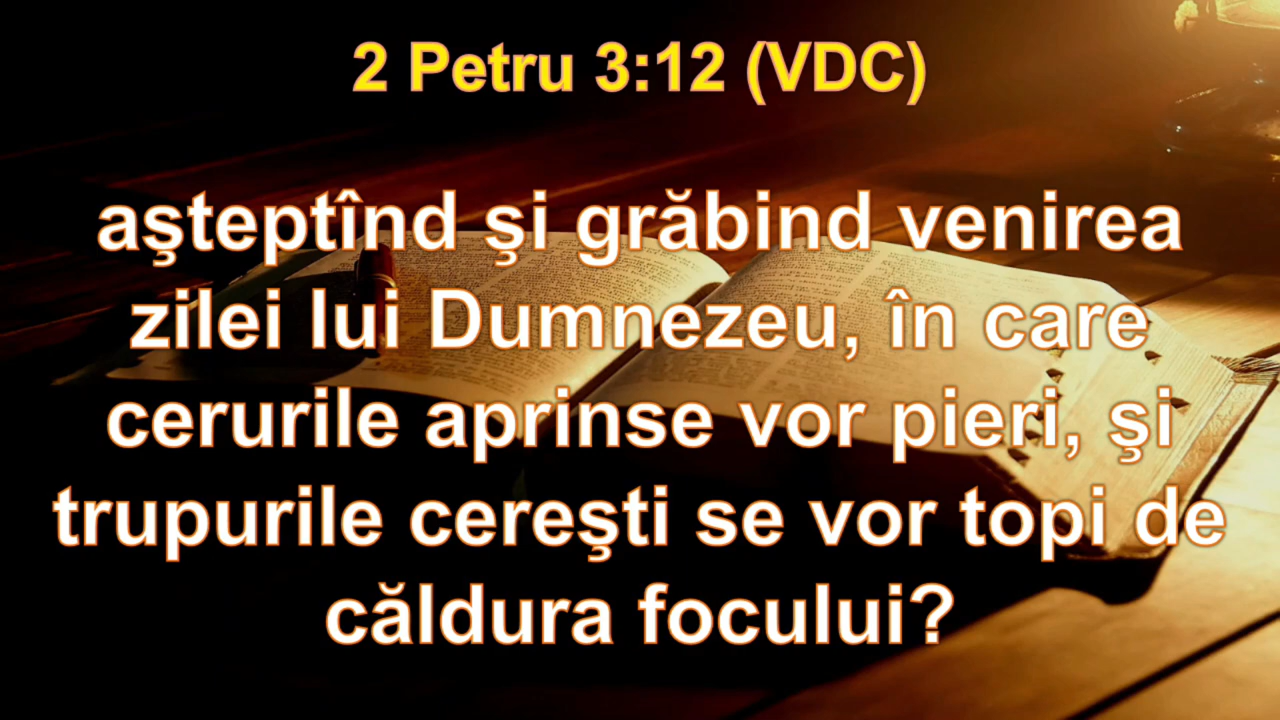 2 Petru 3:12 (VDC)
aşteptînd şi grăbind venirea
zilei lui Dumnezeu, în care
cerurile aprinse vor pieri, şi
trupurile cereşti se vor topi de
căldura focului?